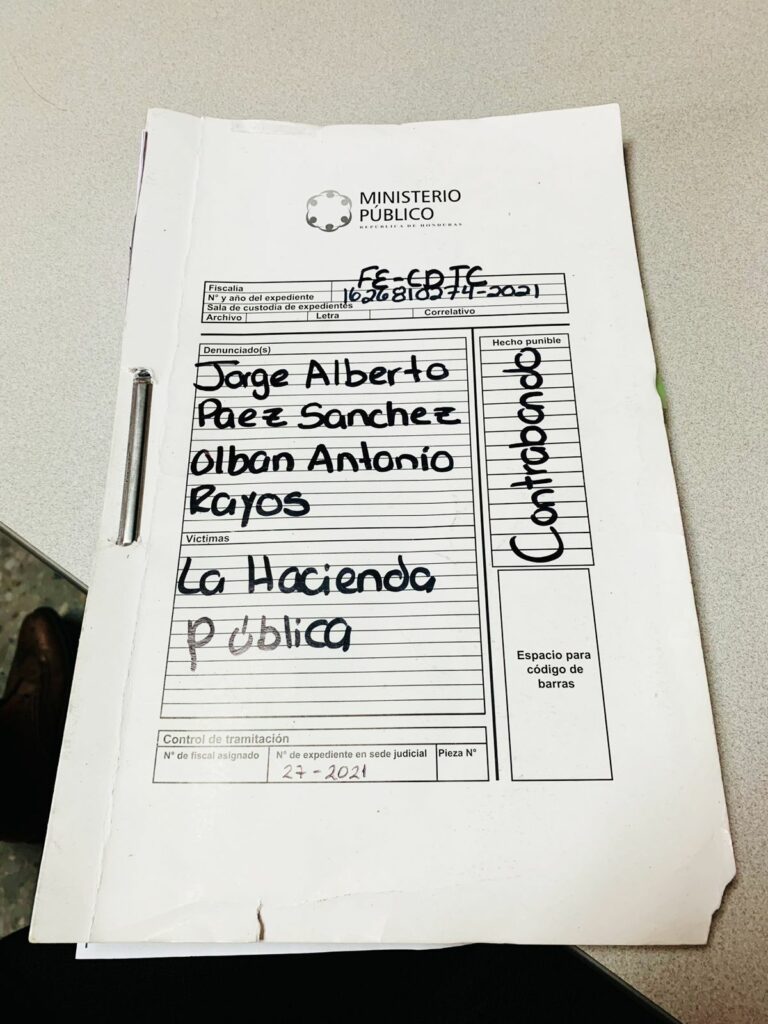 MINISTERIO
PÚBLICO
REPÚBLICA DE HONDURAS
Fiscalía FE-CDTC
N° y año del expediente 1626810274-2021
Sala de custodia de expedientes
Archivo Letra Correlativo
Denunciado(s)
Jorge Alberto
Paez Sanchez
Olban Antonio
Rayos
Hecho punible
Contrabando
Víctimas
La Hacienda
Pública
Espacio para
código de
barras
Control de tramitación
N° de fiscal asignado
N° de expediente en sede judicial
27-2021
Pieza N°